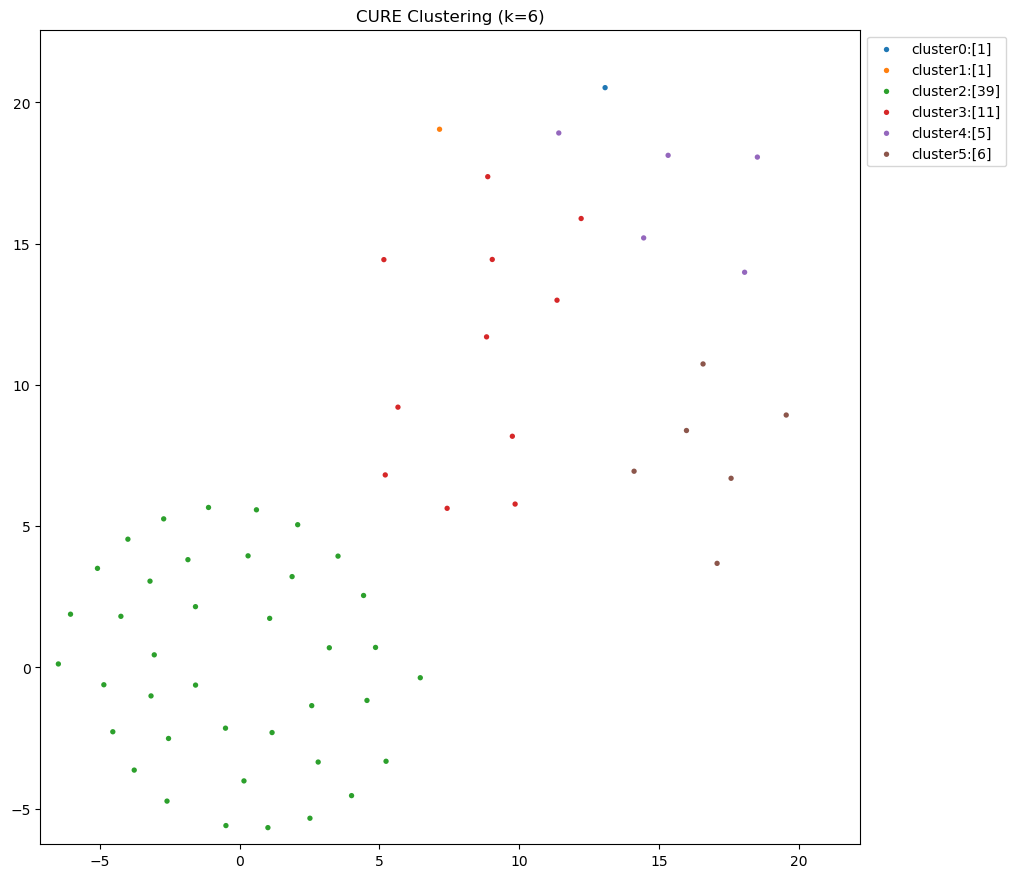 CURE Clustering (k=6)
cluster0:[1]
cluster1:[1]
cluster2:[39]
cluster3:[11]
cluster4:[5]
cluster5:[6]
20
15
10
5
0
−5
−5
0
5
10
15
20